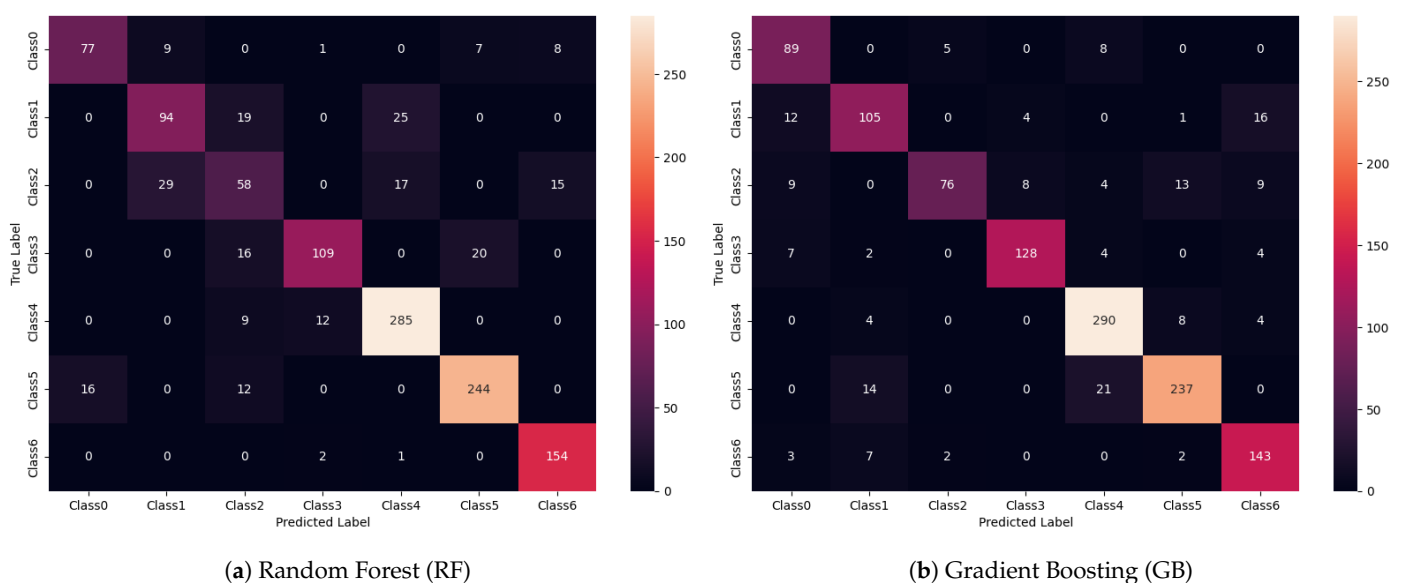 Class0 77 9 0 1 0 7 8
Class1 0 94 19 0 25 0 0
Class2 0 29 58 0 17 0 15
Class3 0 0 16 109 0 20 0
Class4 0 0 9 12 285 0 0
Class5 16 0 12 0 0 244 0
Class6 0 0 0 2 1 0 154
True Label
Class0 Class1 Class2 Class3 Class4 Class5 Class6
Predicted Label
250
200
150
100
50
0
(a) Random Forest (RF)
Class0 89 0 5 0 8 0 0
Class1 12 105 0 4 0 1 16
Class2 9 0 76 8 4 13 9
Class3 7 2 0 128 4 0 4
Class4 0 4 0 0 290 8 4
Class5 0 14 0 0 21 237 0
Class6 3 7 2 0 0 2 143
True Label
Class0 Class1 Class2 Class3 Class4 Class5 Class6
Predicted Label
250
200
150
100
50
0
(b) Gradient Boosting (GB)